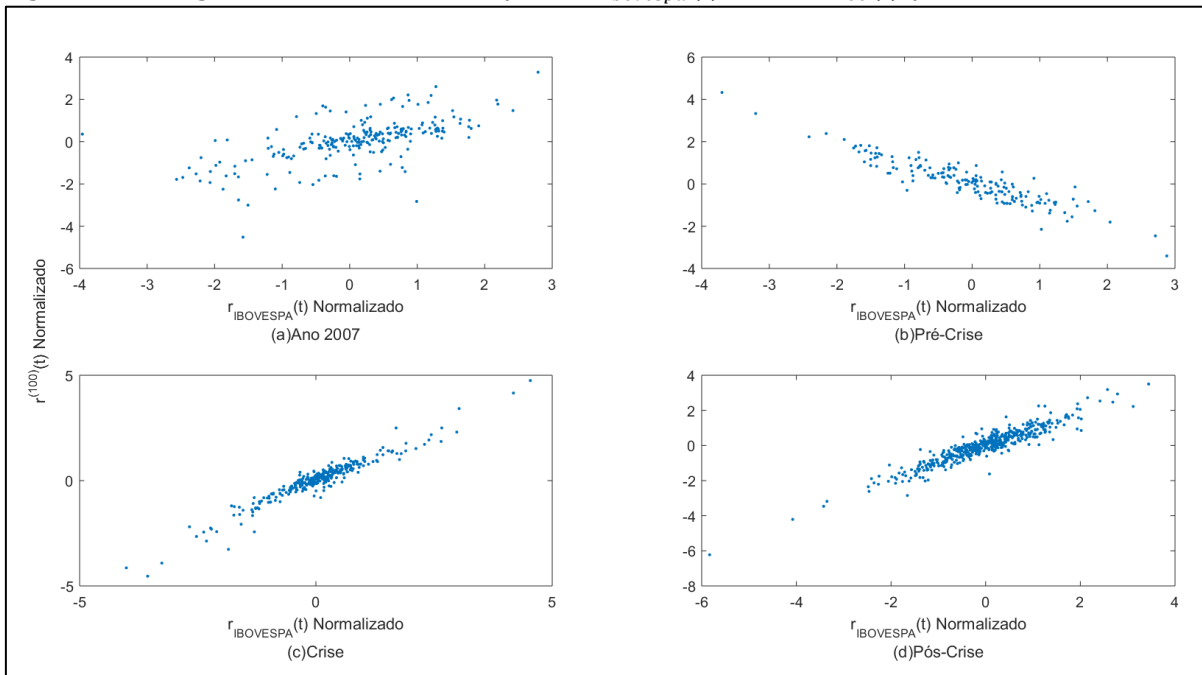 4
2
0
-2
-4
-6
-4 -3 -2 -1 0 1 2 3
r_IBOVESPA(t) Normalizado
(a)Ano 2007
6
4
2
0
-2
-4
-4 -3 -2 -1 0 1 2 3
r_IBOVESPA(t) Normalizado
(b)Pré-Crise
r^(100)(t) Normalizado
5
0
-5
-5 0 5
r_IBOVESPA(t) Normalizado
(c)Crise
4
2
0
-2
-4
-6
-8
-6 -4 -2 0 2 4
r_IBOVESPA(t) Normalizado
(d)Pós-Crise